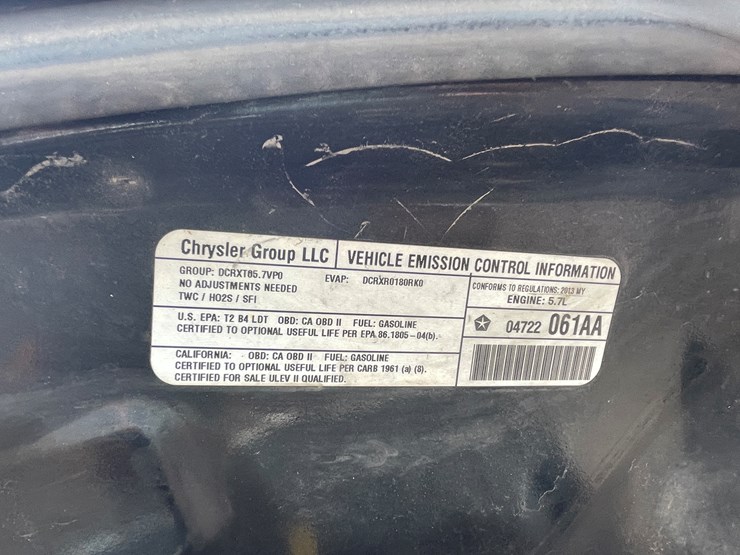 Chrysler Group LLC
VEHICLE EMISSION CONTROL INFORMATION
GROUP: DCRXT05.7VP0
EVAP: DCRXR0180RK0
NO ADJUSTMENTS NEEDED
TWC / HO2S / SFI
CONFORMS TO REGULATIONS: 2013 MY
ENGINE: 5.7L
U.S. EPA: T2 B4 LDT OBD: CA OBD II FUEL: GASOLINE
CERTIFIED TO OPTIONAL USEFUL LIFE PER EPA 86.1805-04(b).
04722 061AA
CALIFORNIA: - OBD: CA OBD II FUEL: GASOLINE
CERTIFIED TO OPTIONAL USEFUL LIFE PER CARB 1961 (a) (8).
CERTIFIED FOR SALE ULEV II QUALIFIED.